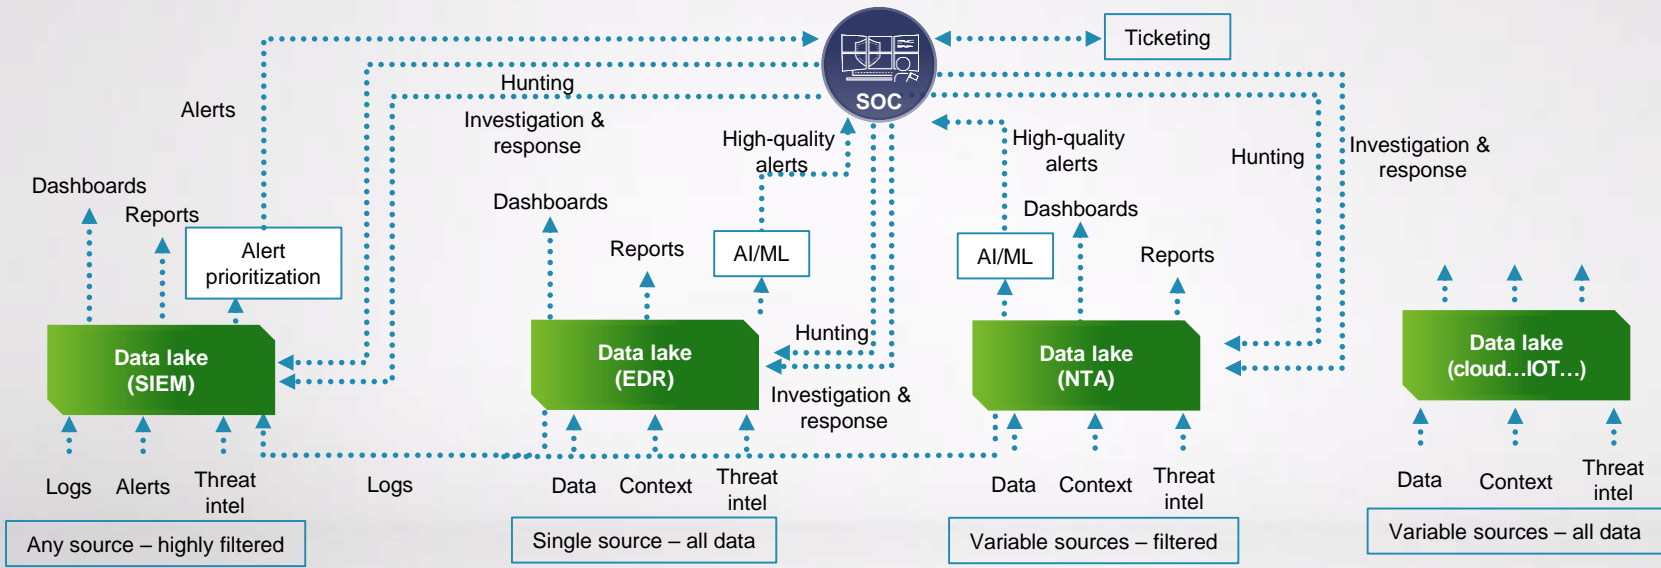 Ticketing
SOC
Alerts
Hunting
Investigation &
response
High-quality
alerts
High-quality
alerts
Hunting
Investigation &
response
Dashboards
Reports
Alert
prioritization
Dashboards
Reports
AI/ML
AI/ML
Dashboards
Reports
Data lake
(SIEM)
Data lake
(EDR)
Hunting
Investigation &
response
Data lake
(NTA)
Data lake
(cloud…IOT…)
Logs
Alerts
Threat
intel
Logs
Data
Context
Threat
intel
Data
Context
Threat
intel
Data
Context
Threat
intel
Any source – highly filtered
Single source – all data
Variable sources – filtered
Variable sources – all data